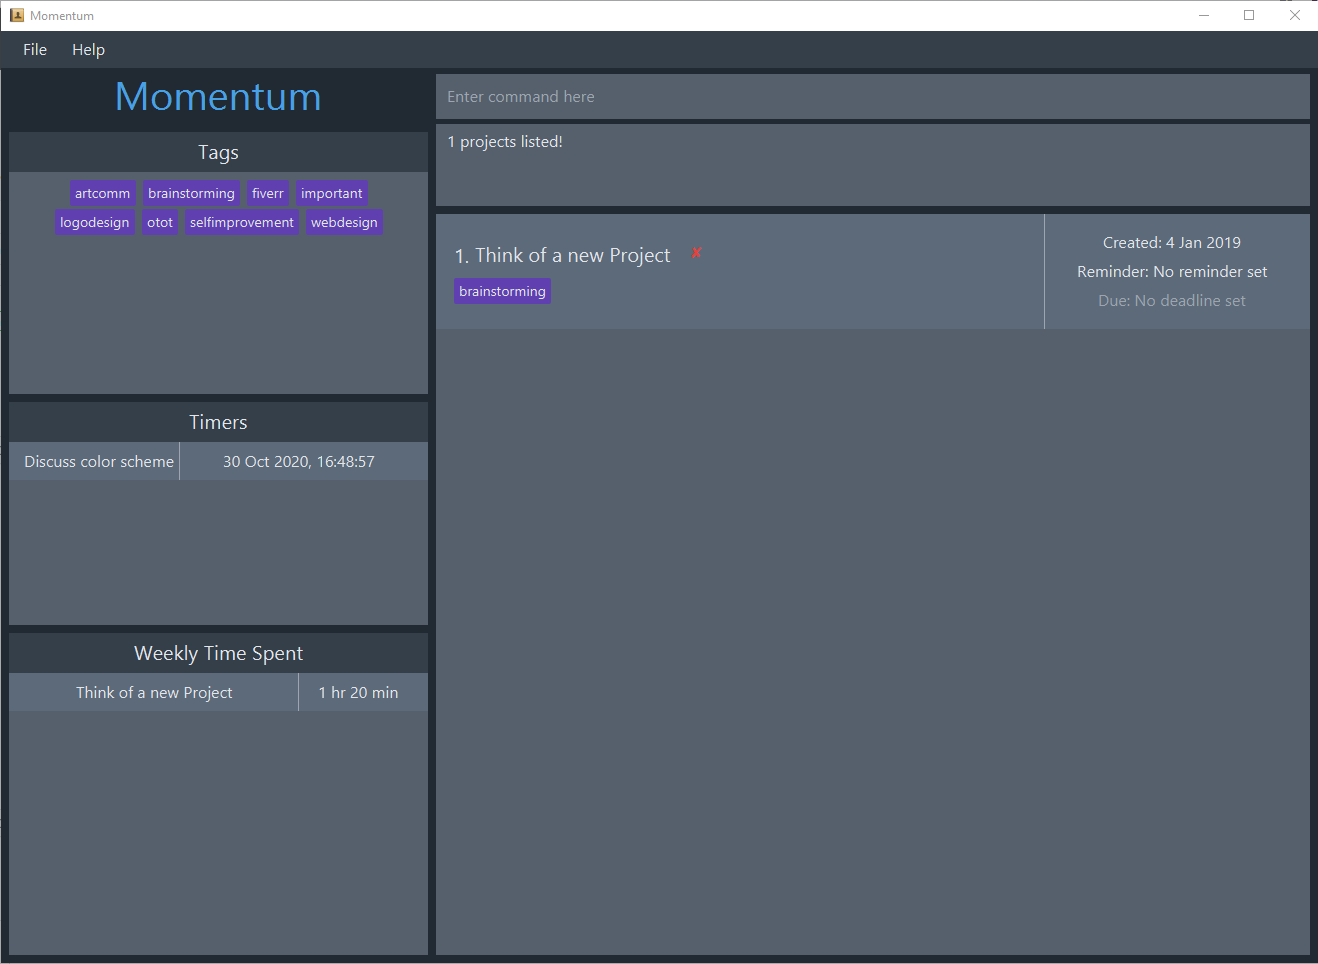 Momentum
File Help
Momentum
Tags
artcomm brainstorming fiverr important
logodesign otot selfimprovement webdesign
Timers
Discuss color scheme 30 Oct 2020, 16:48:57
Weekly Time Spent
Think of a new Project 1 hr 20 min
Enter command here
1 projects listed!
1. Think of a new Project ✘
brainstorming
Created: 4 Jan 2019
Reminder: No reminder set
Due: No deadline set